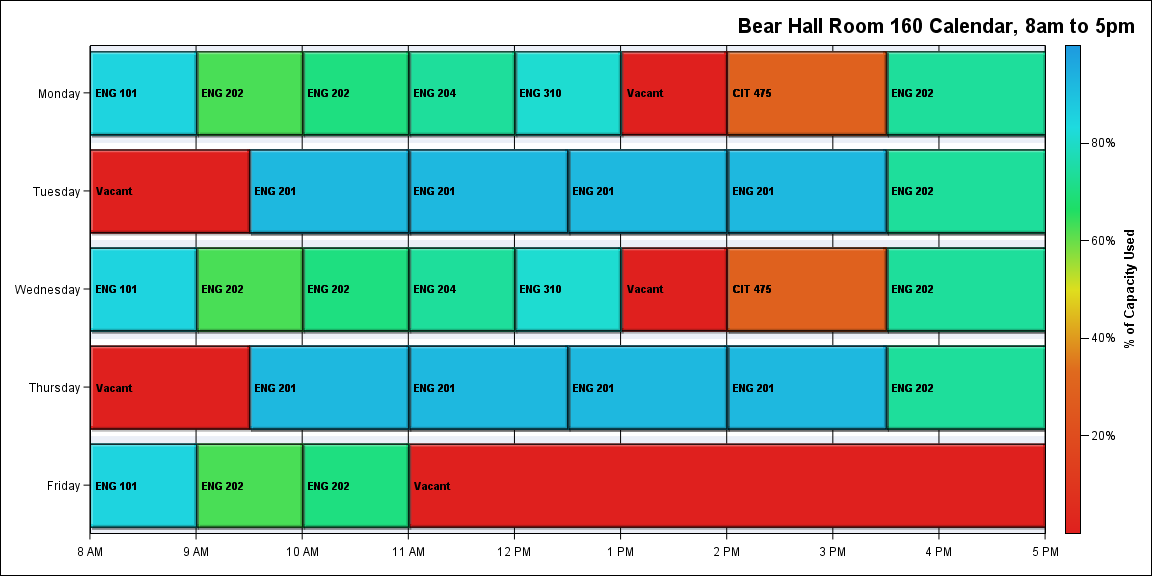 Bear Hall Room 160 Calendar, 8am to 5pm
Monday
ENG 101
ENG 202
ENG 202
ENG 204
ENG 310
Vacant
CIT 475
ENG 202
Tuesday
Vacant
ENG 201
ENG 201
ENG 201
ENG 201
ENG 202
Wednesday
ENG 101
ENG 202
ENG 202
ENG 204
ENG 310
Vacant
CIT 475
ENG 202
Thursday
Vacant
ENG 201
ENG 201
ENG 201
ENG 201
ENG 202
Friday
ENG 101
ENG 202
ENG 202
Vacant
8 AM
9 AM
10 AM
11 AM
12 PM
1 PM
2 PM
3 PM
4 PM
5 PM
80%
60%
40%
20%
% of Capacity Used